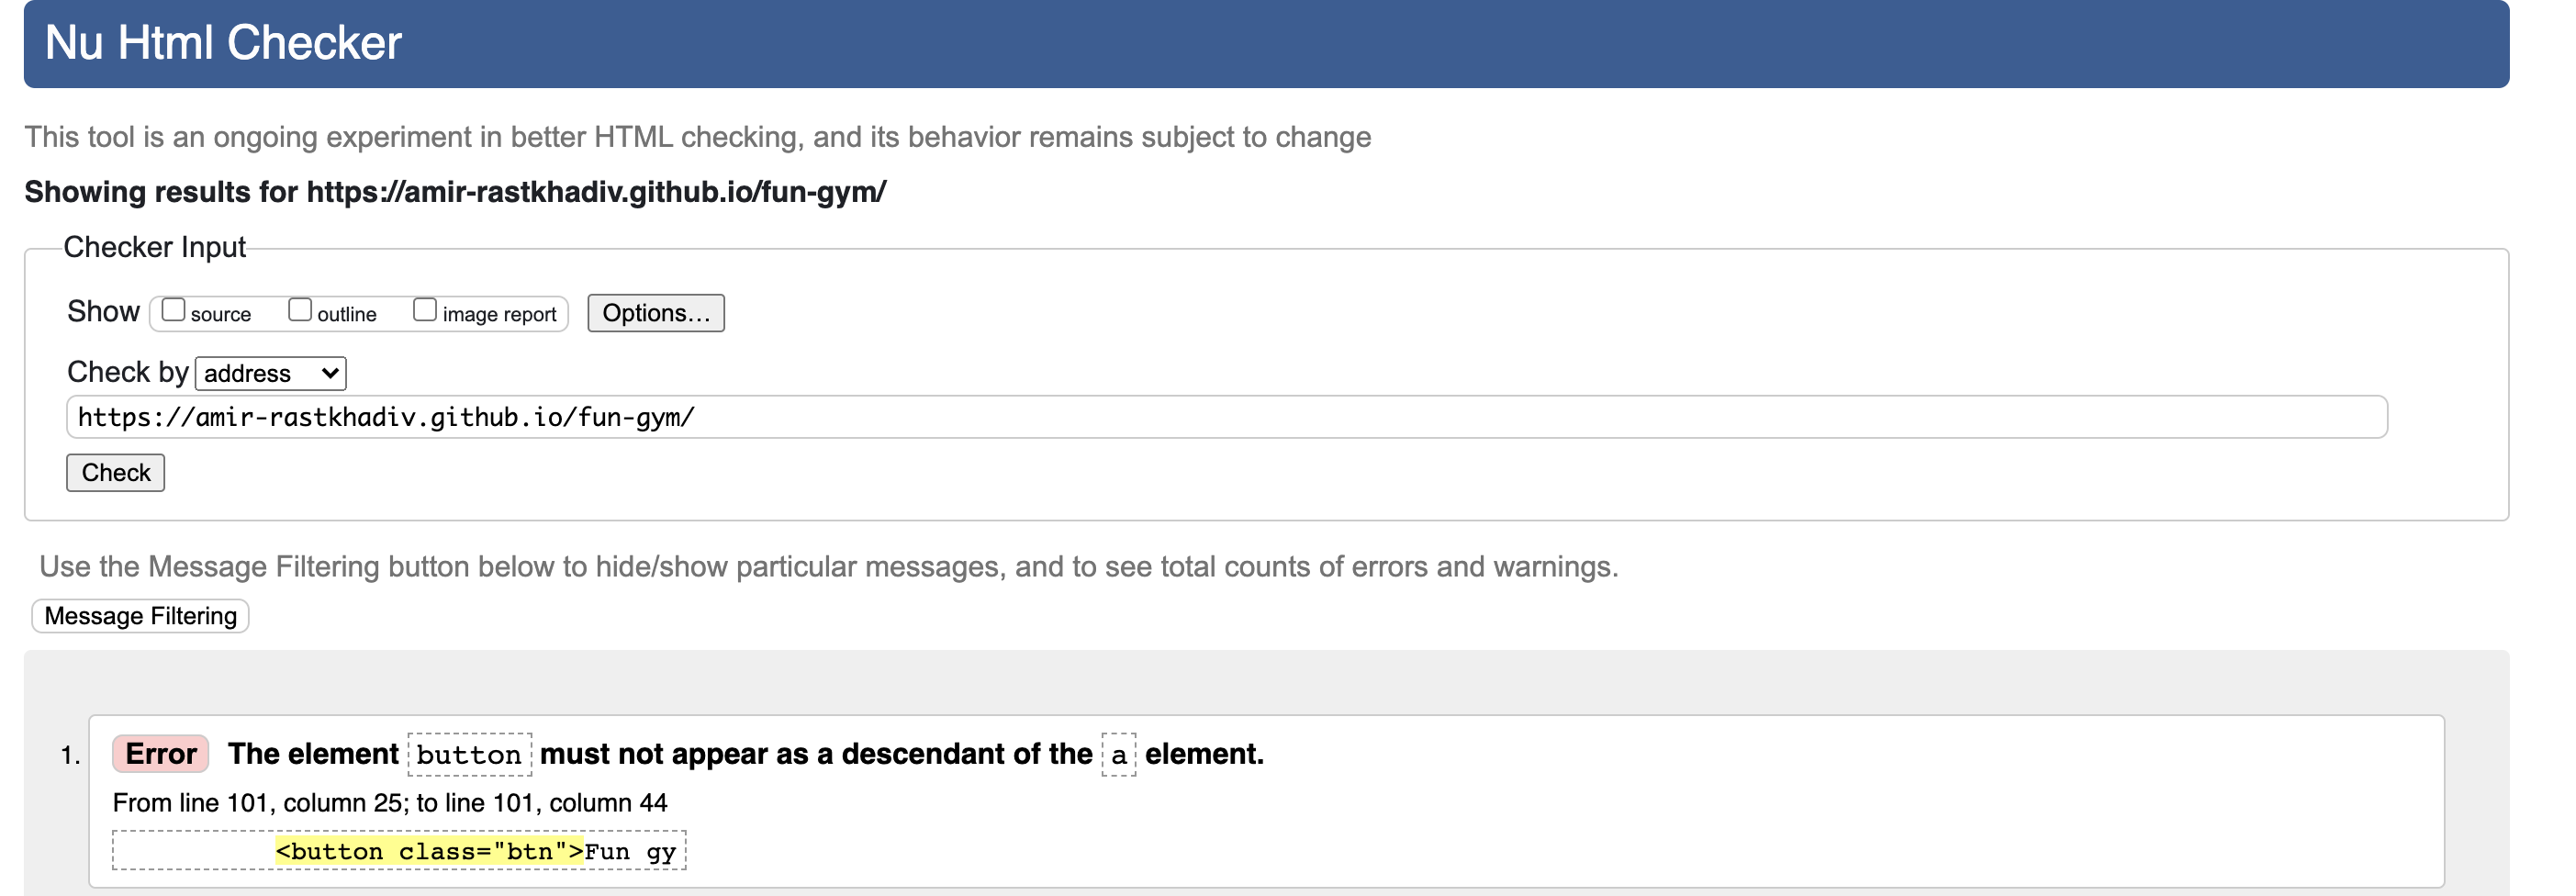 Nu Html Checker
This tool is an ongoing experiment in better HTML checking, and its behavior remains subject to change
Showing results for https://amir-rastkhadiv.github.io/fun-gym/
Checker Input
Show source outline image report Options...
Check by address
https://amir-rastkhadiv.github.io/fun-gym/
Check
Use the Message Filtering button below to hide/show particular messages, and to see total counts of errors and warnings.
Message Filtering
1. Error The element button must not appear as a descendant of the a element.
From line 101, column 25; to line 101, column 44
<button class="btn">Fun gy